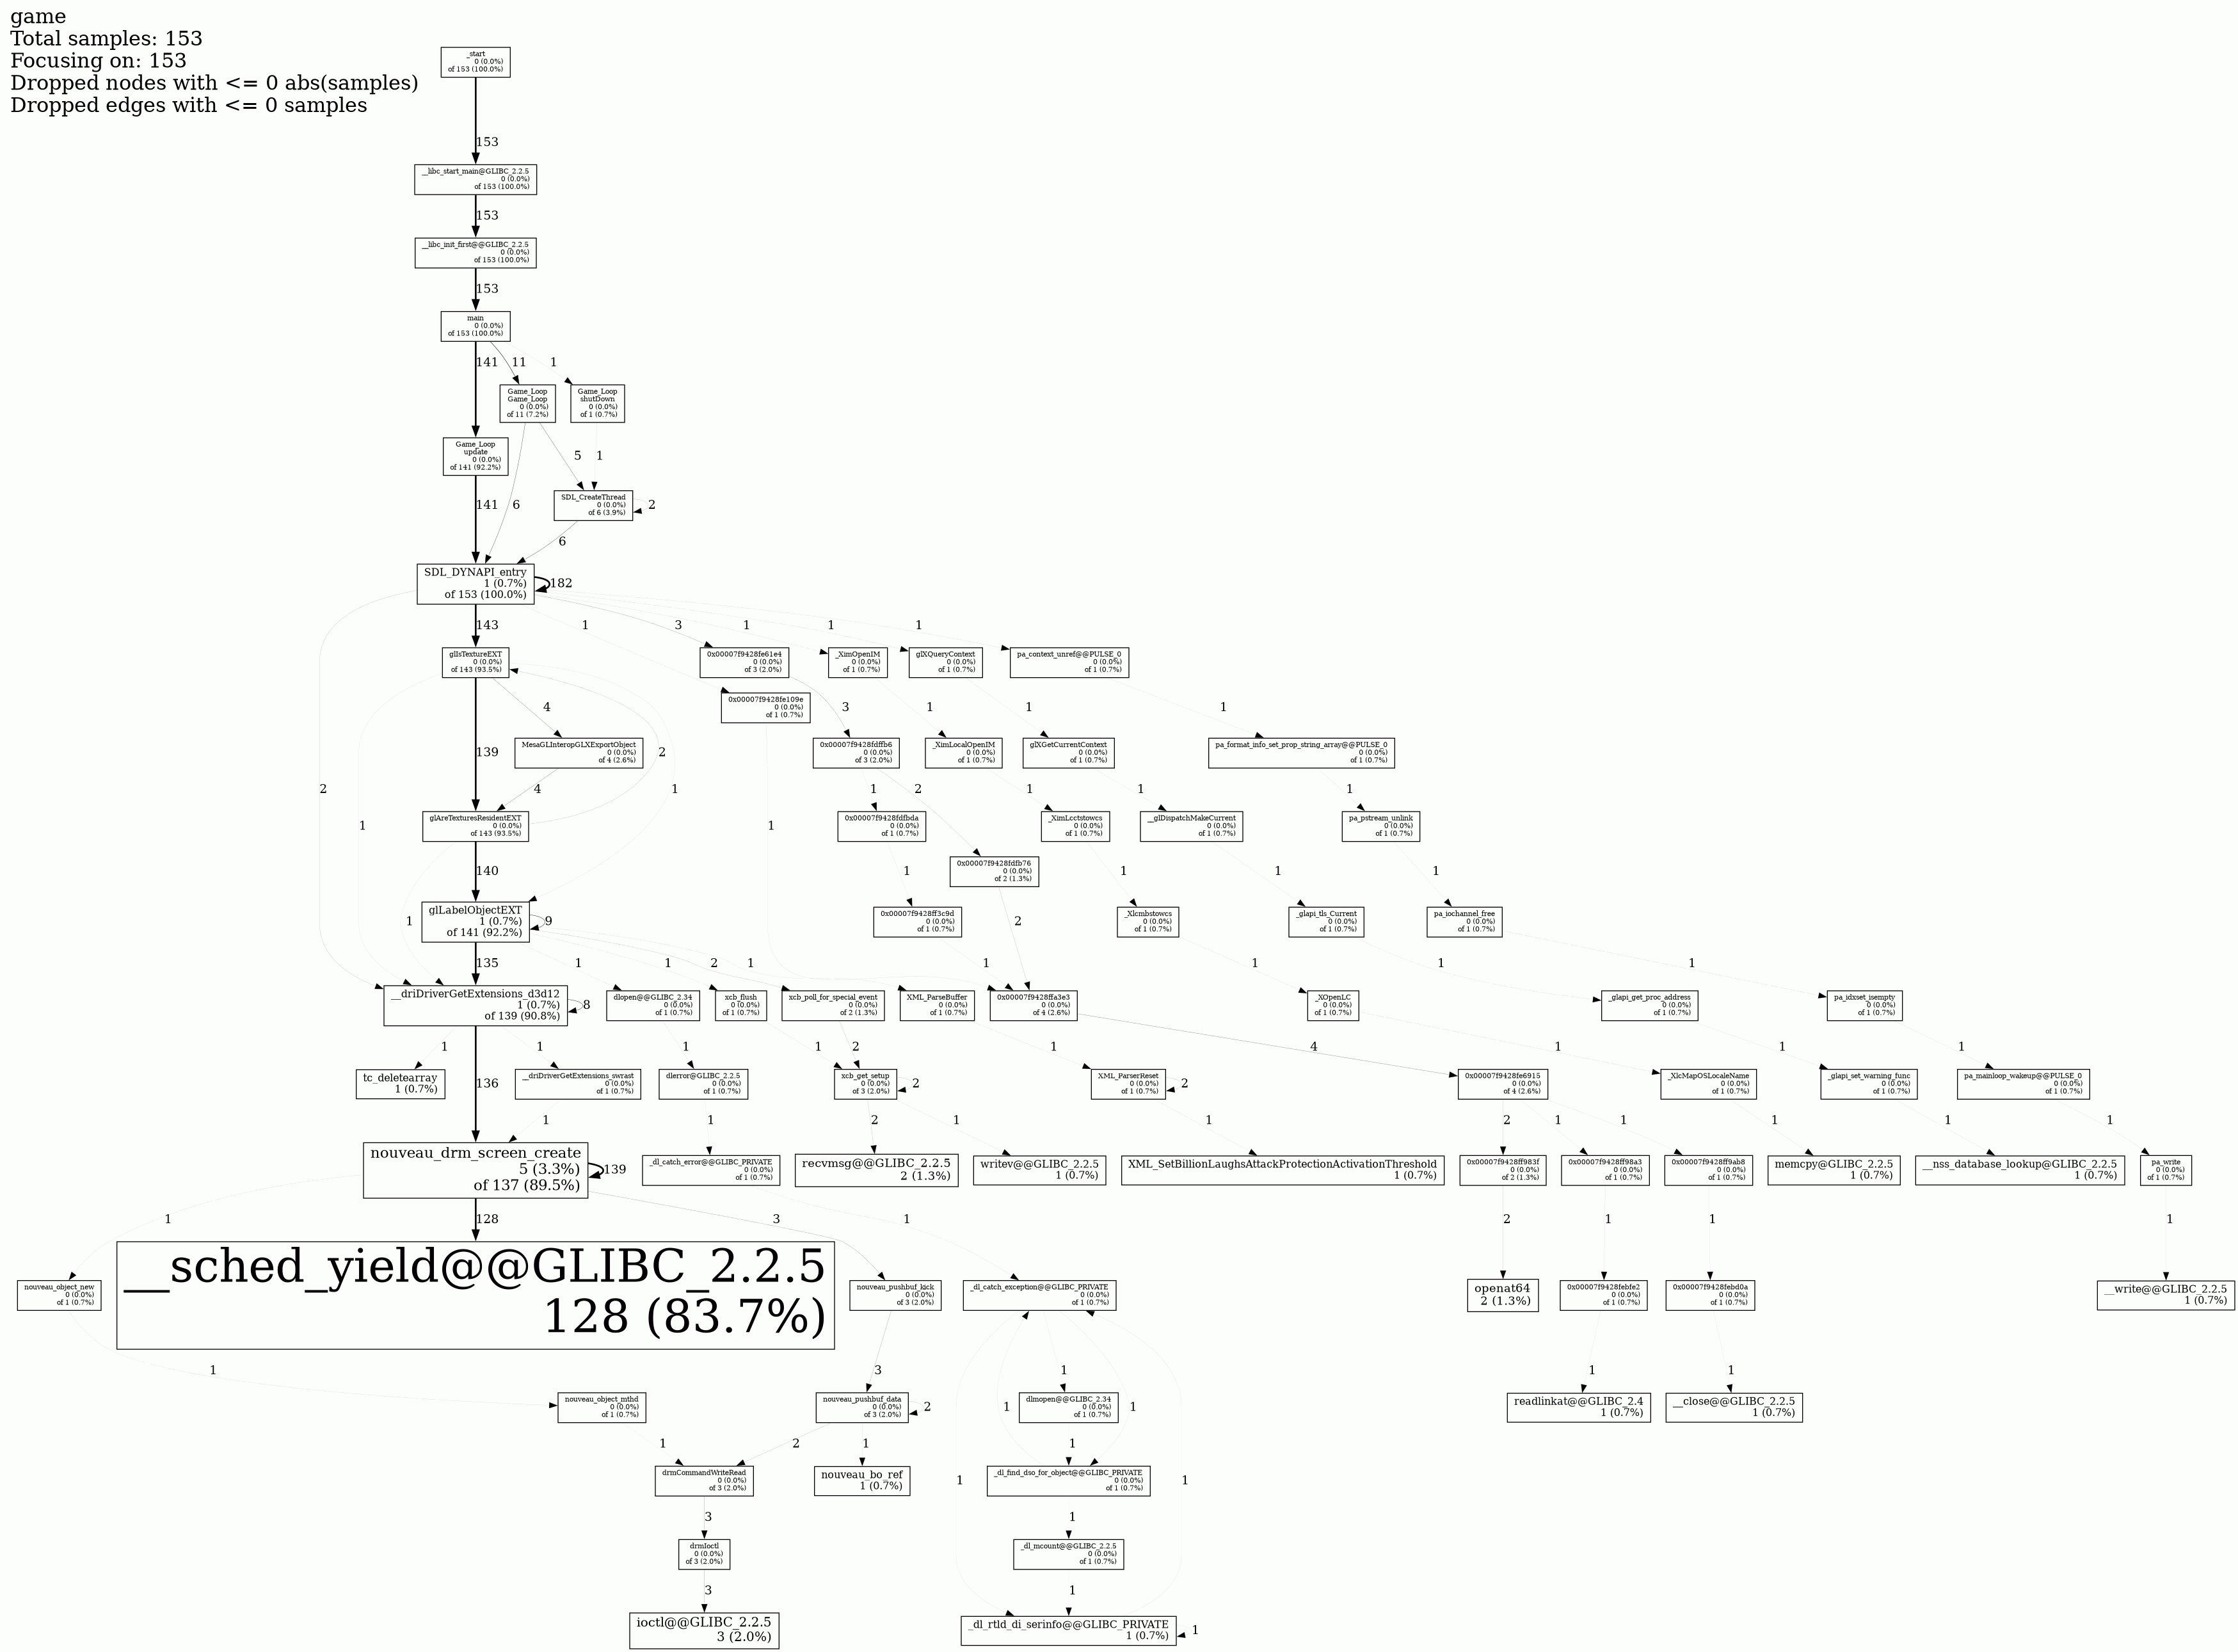 game
Total samples: 153
Focusing on: 153
Dropped nodes with <= 0 abs(samples)
Dropped edges with <= 0 samples
_start
0 (0.0%)
of 153 (100.0%)
153
__libc_start_main@GLIBC_2.2.5
0 (0.0%)
of 153 (100.0%)
153
__libc_init_first@@GLIBC_2.2.5
0 (0.0%)
of 153 (100.0%)
153
main
0 (0.0%)
of 153 (100.0%)
141
11
1
Game_Loop
Game_Loop
0 (0.0%)
of 11 (7.2%)
Game_Loop
shutDown
0 (0.0%)
of 1 (0.7%)
Game_Loop
update
0 (0.0%)
of 141 (92.2%)
5
1
141
6
SDL_CreateThread
0 (0.0%)
of 6 (3.9%)
2
6
SDL_DYNAPI_entry
1 (0.7%)
of 153 (100.0%)
182
143
1
3
1
1
1
glIsTextureEXT
0 (0.0%)
of 143 (93.5%)
0x00007f9428fe61e4
0 (0.0%)
of 3 (2.0%)
_XimOpenIM
0 (0.0%)
of 1 (0.7%)
glXQueryContext
0 (0.0%)
of 1 (0.7%)
pa_context_unref@@PULSE_0
0 (0.0%)
of 1 (0.7%)
0x00007f9428fe109e
0 (0.0%)
of 1 (0.7%)
4
3
1
1
1
139
MesaGLInteropGLXExportObject
0 (0.0%)
of 4 (2.6%)
2
0x00007f9428fdffb6
0 (0.0%)
of 3 (2.0%)
_XimLocalOpenIM
0 (0.0%)
of 1 (0.7%)
glXGetCurrentContext
0 (0.0%)
of 1 (0.7%)
pa_format_info_set_prop_string_array@@PULSE_0
0 (0.0%)
of 1 (0.7%)
2
4
1
1
2
1
1
1
1
glAreTexturesResidentEXT
0 (0.0%)
of 143 (93.5%)
1
0x00007f9428fdfbda
0 (0.0%)
of 1 (0.7%)
_XimLcctstowcs
0 (0.0%)
of 1 (0.7%)
__glDispatchMakeCurrent
0 (0.0%)
of 1 (0.7%)
pa_pstream_unlink
0 (0.0%)
of 1 (0.7%)
140
1
0x00007f9428fdfb76
0 (0.0%)
of 2 (1.3%)
1
1
1
glLabelObjectEXT
1 (0.7%)
of 141 (92.2%)
9
1
0x00007f9428ff3c9d
0 (0.0%)
of 1 (0.7%)
2
_Xlcmbstowcs
0 (0.0%)
of 1 (0.7%)
_glapi_tls_Current
0 (0.0%)
of 1 (0.7%)
pa_iochannel_free
0 (0.0%)
of 1 (0.7%)
135
1
1
2
1
1
1
1
1
__driDriverGetExtensions_d3d12
1 (0.7%)
of 139 (90.8%)
8
dlopen@@GLIBC_2.34
0 (0.0%)
of 1 (0.7%)
xcb_flush
0 (0.0%)
of 1 (0.7%)
xcb_poll_for_special_event
0 (0.0%)
of 2 (1.3%)
XML_ParseBuffer
0 (0.0%)
of 1 (0.7%)
0x00007f9428ffa3e3
0 (0.0%)
of 4 (2.6%)
_XOpenLC
0 (0.0%)
of 1 (0.7%)
_glapi_get_proc_address
0 (0.0%)
of 1 (0.7%)
pa_idxset_isempty
0 (0.0%)
of 1 (0.7%)
1
1
1
1
2
1
4
1
1
1
tc_deletearray
1 (0.7%)
136
__driDriverGetExtensions_swrast
0 (0.0%)
of 1 (0.7%)
dlerror@GLIBC_2.2.5
0 (0.0%)
of 1 (0.7%)
xcb_get_setup
0 (0.0%)
of 3 (2.0%)
2
XML_ParserReset
0 (0.0%)
of 1 (0.7%)
2
0x00007f9428fe6915
0 (0.0%)
of 4 (2.6%)
_XlcMapOSLocaleName
0 (0.0%)
of 1 (0.7%)
_glapi_set_warning_func
0 (0.0%)
of 1 (0.7%)
pa_mainloop_wakeup@@PULSE_0
0 (0.0%)
of 1 (0.7%)
1
1
2
1
1
2
1
1
1
1
1
nouveau_drm_screen_create
5 (3.3%)
of 137 (89.5%)
139
_dl_catch_error@@GLIBC_PRIVATE
0 (0.0%)
of 1 (0.7%)
recvmsg@@GLIBC_2.2.5
2 (1.3%)
writev@@GLIBC_2.2.5
1 (0.7%)
XML_SetBillionLaughsAttackProtectionActivationThreshold
1 (0.7%)
0x00007f9428ff983f
0 (0.0%)
of 2 (1.3%)
0x00007f9428ff98a3
0 (0.0%)
of 1 (0.7%)
0x00007f9428ff9ab8
0 (0.0%)
of 1 (0.7%)
memcpy@GLIBC_2.2.5
1 (0.7%)
__nss_database_lookup@GLIBC_2.2.5
1 (0.7%)
pa_write
0 (0.0%)
of 1 (0.7%)
1
128
3
1
2
1
1
1
nouveau_object_new
0 (0.0%)
of 1 (0.7%)
__sched_yield@@GLIBC_2.2.5
128 (83.7%)
nouveau_pushbuf_kick
0 (0.0%)
of 3 (2.0%)
_dl_catch_exception@@GLIBC_PRIVATE
0 (0.0%)
of 1 (0.7%)
openat64
2 (1.3%)
0x00007f9428febfe2
0 (0.0%)
of 1 (0.7%)
0x00007f9428febd0a
0 (0.0%)
of 1 (0.7%)
__write@@GLIBC_2.2.5
1 (0.7%)
1
3
1
1
1
nouveau_object_mthd
0 (0.0%)
of 1 (0.7%)
nouveau_pushbuf_data
0 (0.0%)
of 3 (2.0%)
2
1
dlmopen@@GLIBC_2.34
0 (0.0%)
of 1 (0.7%)
1
readlinkat@@GLIBC_2.4
1 (0.7%)
__close@@GLIBC_2.2.5
1 (0.7%)
1
2
1
1
drmCommandWriteRead
0 (0.0%)
of 3 (2.0%)
nouveau_bo_ref
1 (0.7%)
1
_dl_find_dso_for_object@@GLIBC_PRIVATE
0 (0.0%)
of 1 (0.7%)
1
3
1
drmIoctl
0 (0.0%)
of 3 (2.0%)
_dl_mcount@@GLIBC_2.2.5
0 (0.0%)
of 1 (0.7%)
3
1
ioctl@@GLIBC_2.2.5
3 (2.0%)
_dl_rtld_di_serinfo@@GLIBC_PRIVATE
1 (0.7%)
1